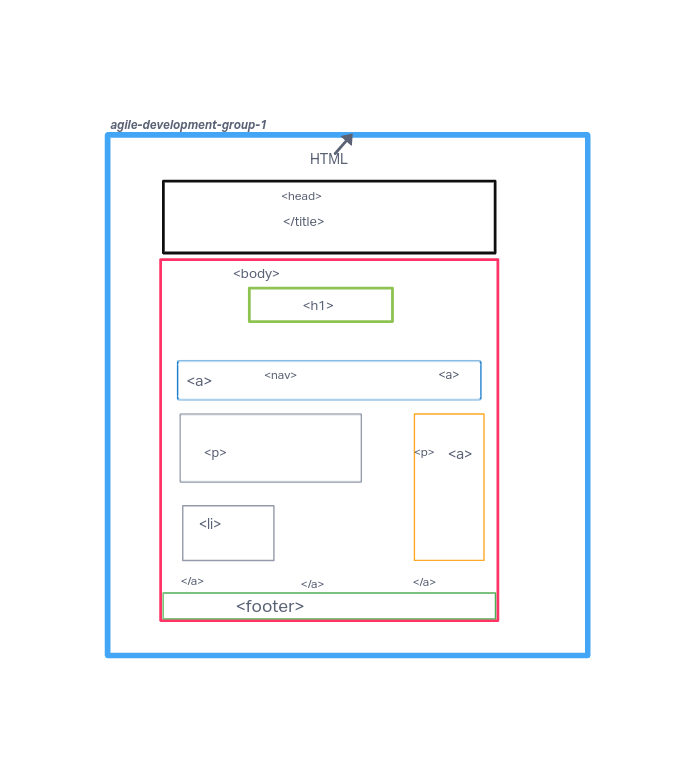 agile-development-group-1
HTML
<head>
</title>
<body>
<h1>
<a> <nav> <a>
<p> <p> <a>
<li>
</a> </a> </a>
<footer>